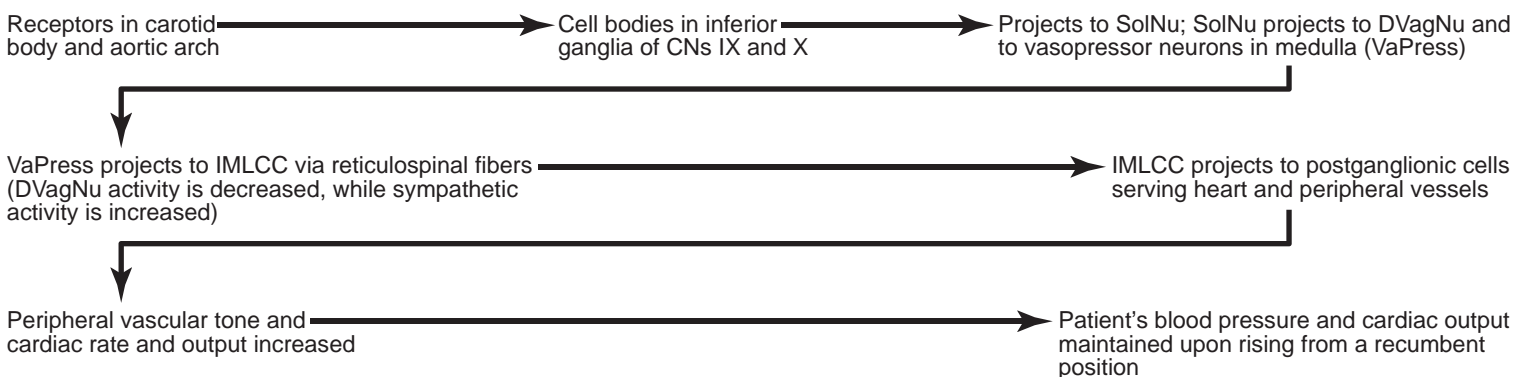 Receptors in carotid
body and aortic arch
Cell bodies in inferior
ganglia of CNs IX and X
Projects to SolNu; SolNu projects to DVagNu and
to vasopressor neurons in medulla (VaPress)
VaPress projects to IMLCC via reticulospinal fibers
(DVagNu activity is decreased, while sympathetic
activity is increased)
IMLCC projects to postganglionic cells
serving heart and peripheral vessels
Peripheral vascular tone and
cardiac rate and output increased
Patient’s blood pressure and cardiac output
maintained upon rising from a recumbent
position